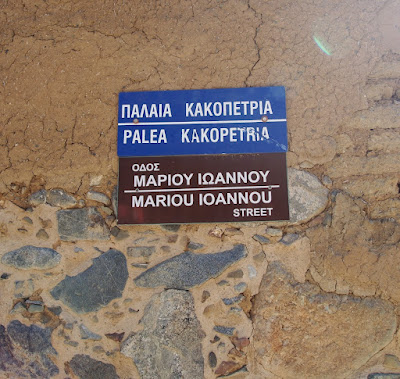 ΠΑΛΑΙΑ ΚΑΚΟΠΕΤΡΙΑ
PALEA KAKOPETRIA
ΟΔΟΣ
ΜΑΡΙΟΥ ΙΩΑΝΝΟΥ
MARIOU IOANNOU
STREET